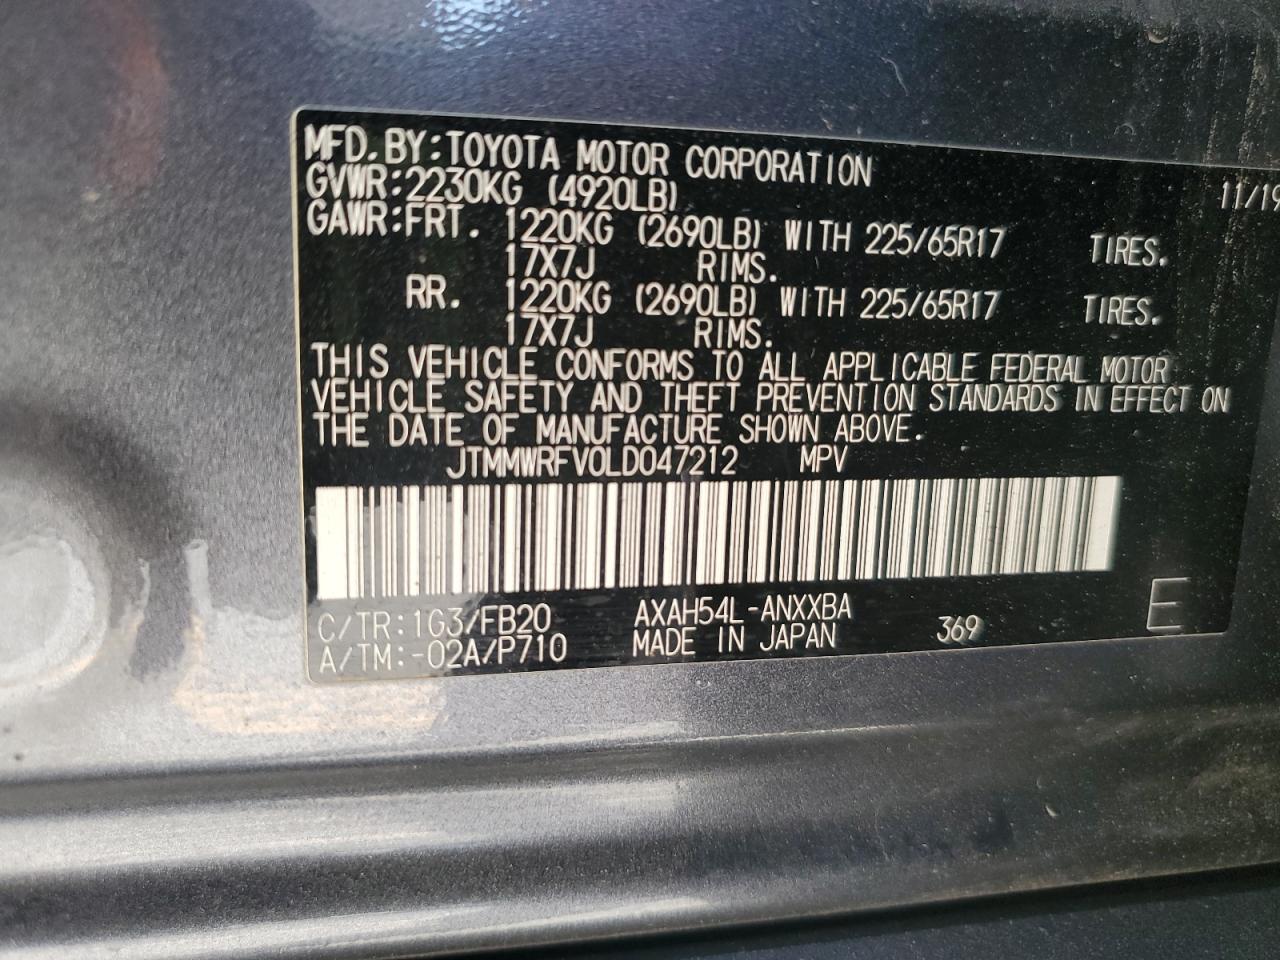 MFD.BY:TOYOTA MOTOR CORPORATION 11/19
GVWR:2230KG (4920LB)
GAWR:FRT. 1220KG (2690LB) WITH 225/65R17 TIRES.
17X7J RIMS.
RR. 1220KG (2690LB) WITH 225/65R17 TIRES.
17X7J RIMS.
THIS VEHICLE CONFORMS TO ALL APPLICABLE FEDERAL MOTOR
VEHICLE SAFETY AND THEFT PREVENTION STANDARDS IN EFFECT ON
THE DATE OF MANUFACTURE SHOWN ABOVE.
JTMMWRFV0LD047212 MPV
C/TR:1G3/FB20 AXAH54L-ANXXBA
A/TM:-02A/P710 MADE IN JAPAN 369 E